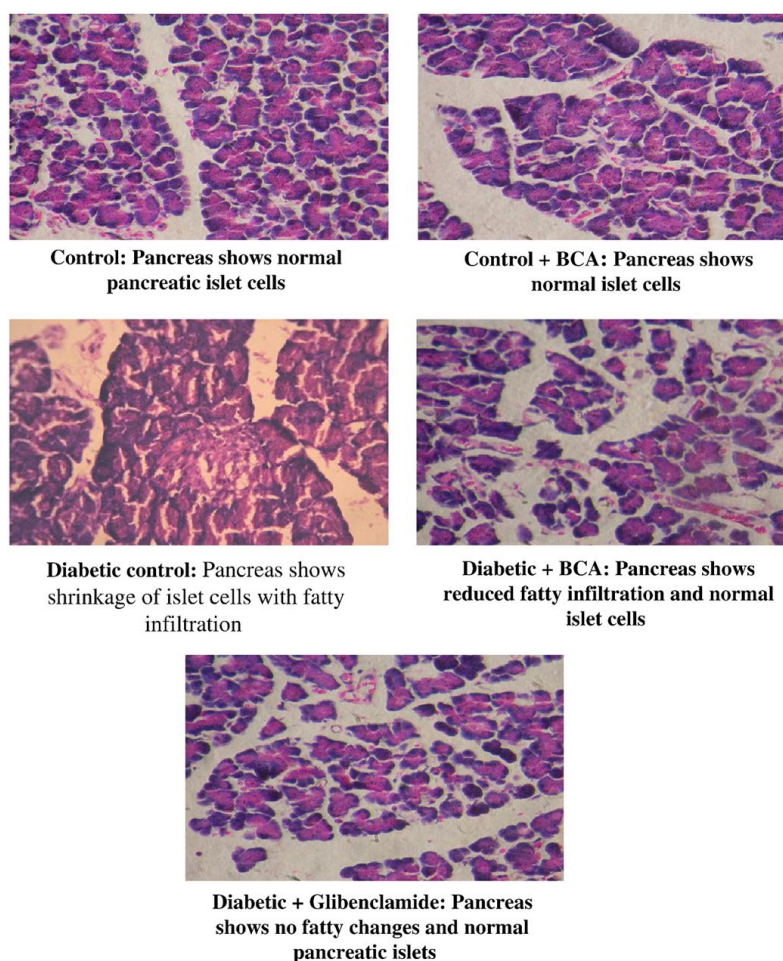 Control: Pancreas shows normal
pancreatic islet cells
Control + BCA: Pancreas shows
normal islet cells
Diabetic control: Pancreas shows
shrinkage of islet cells with fatty
infiltration
Diabetic + BCA: Pancreas shows
reduced fatty infiltration and normal
islet cells
Diabetic + Glibenclamide: Pancreas
shows no fatty changes and normal
pancreatic islets